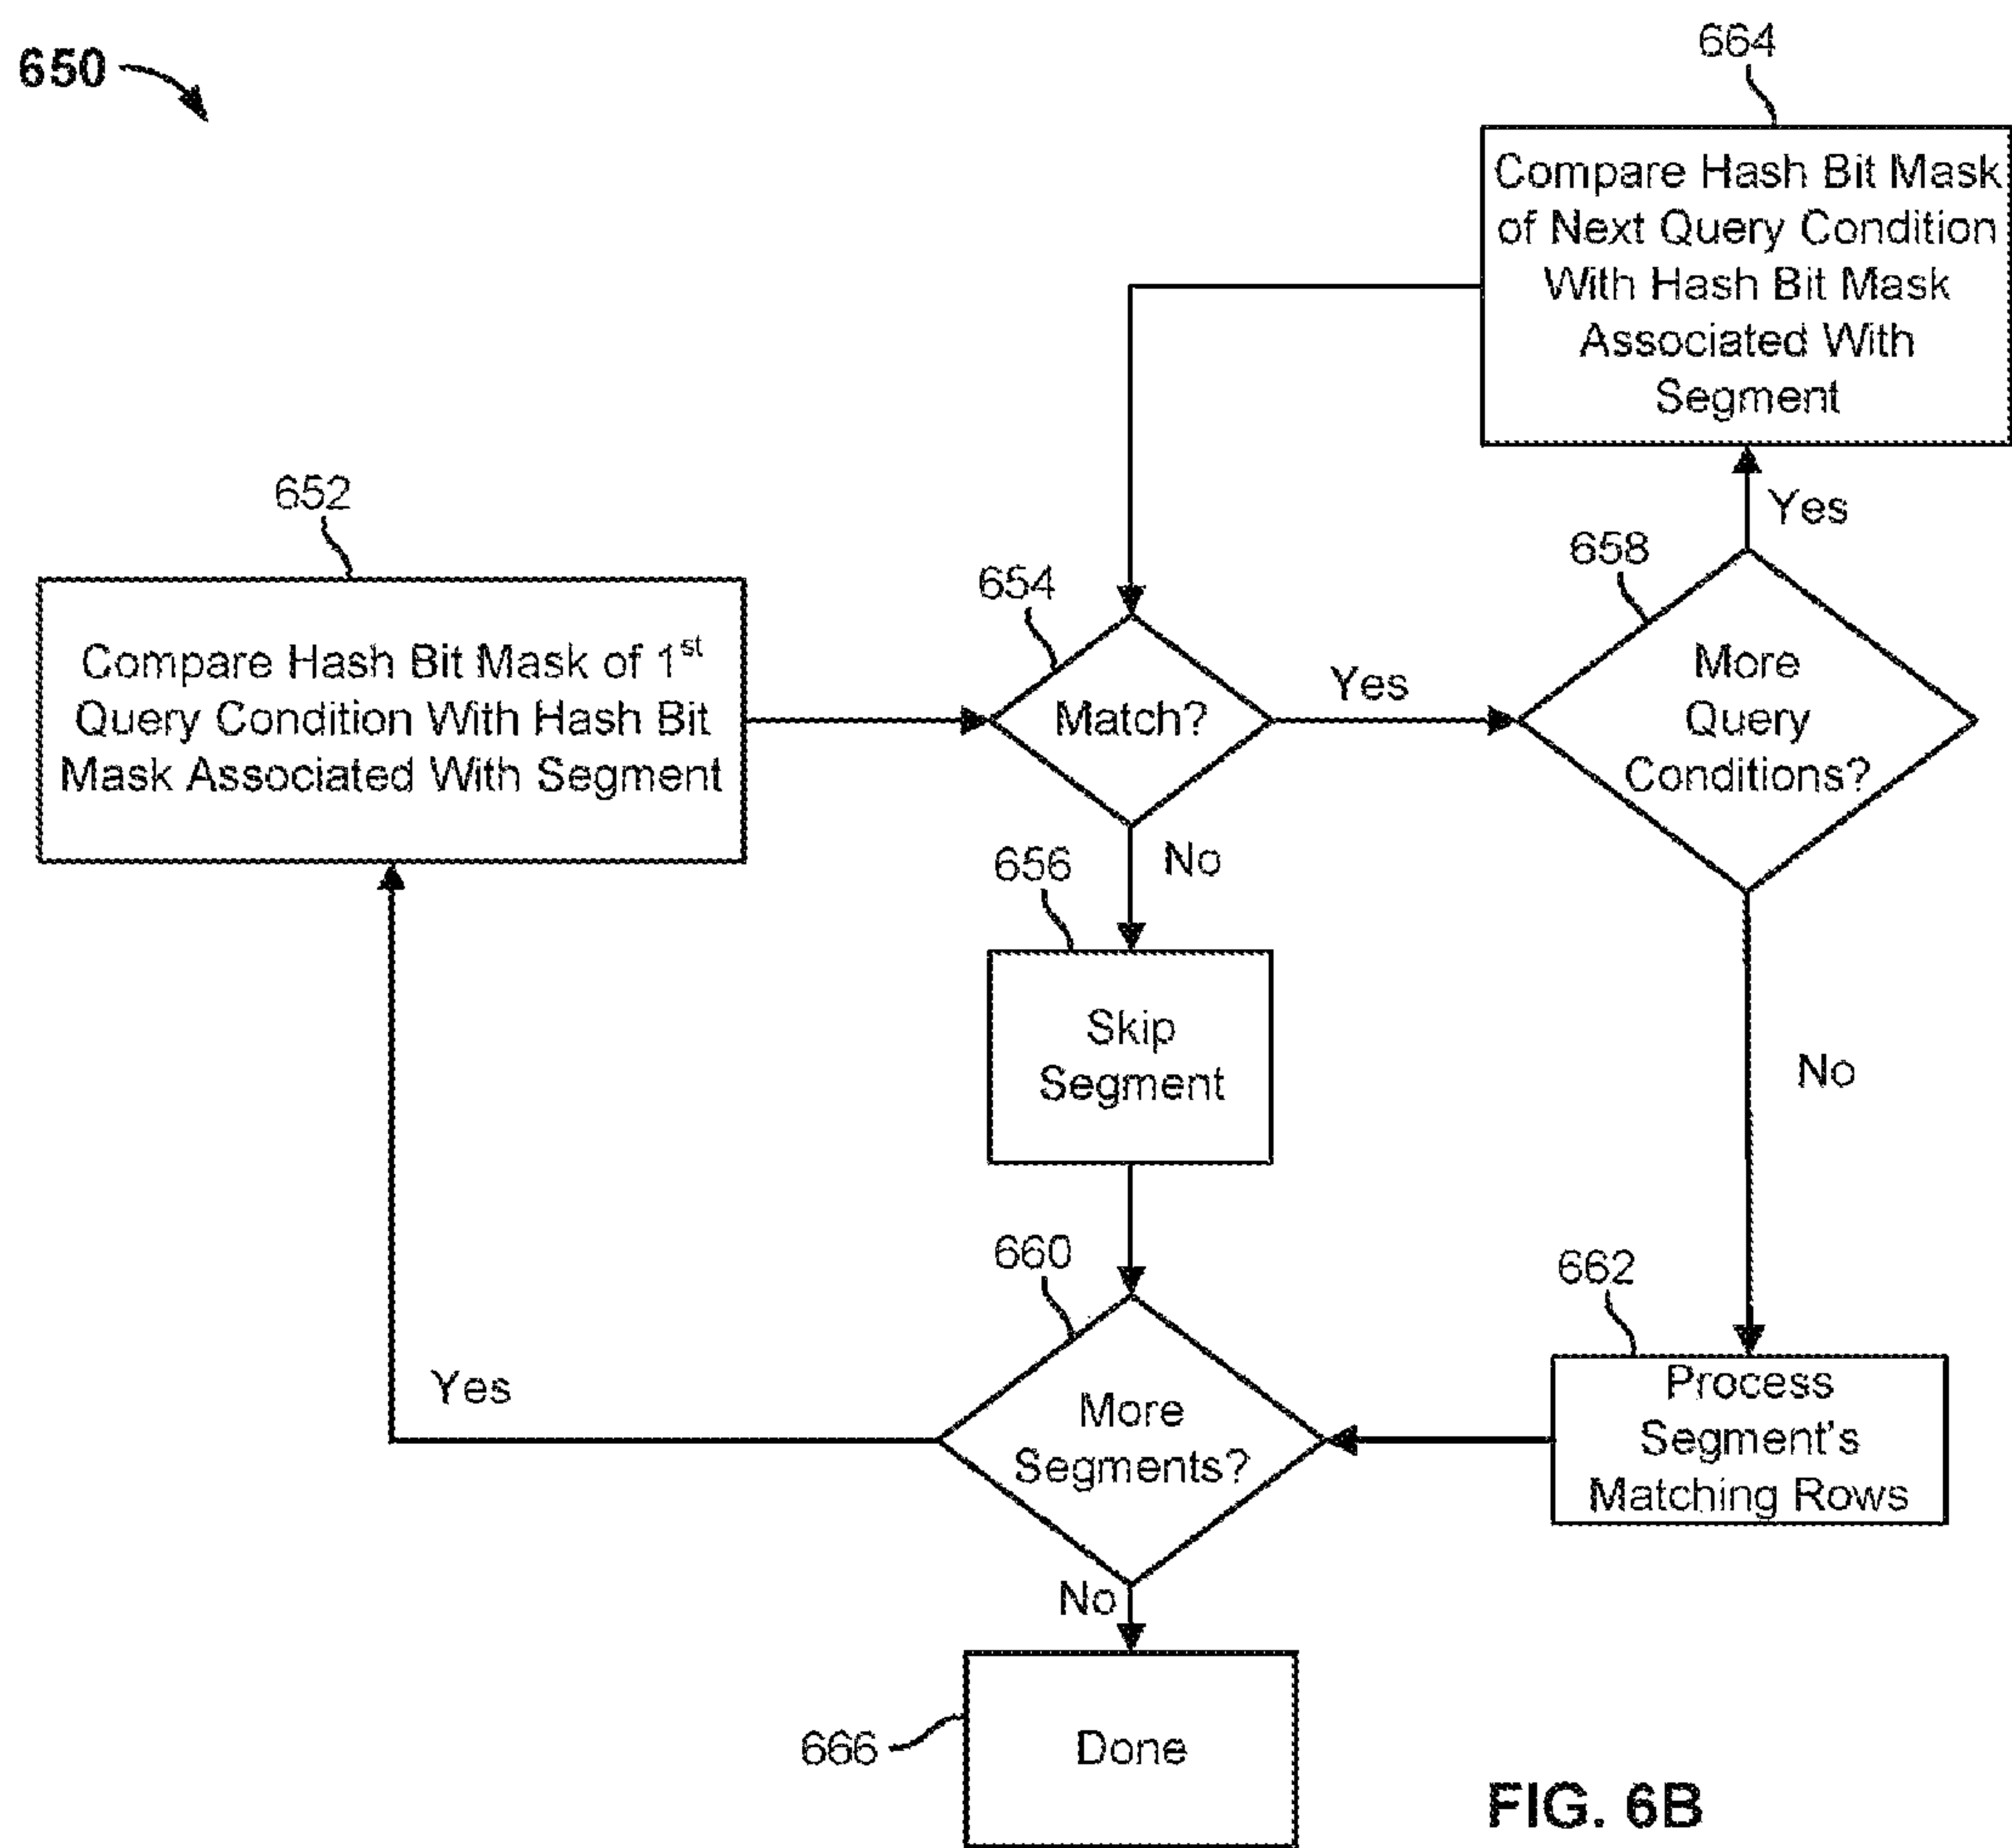 650
664
Compare Hash Bit Mask
of Next Query Condition
With Hash Bit Mask
Associated With
Segment
Yes
652
Compare Hash Bit Mask of 1st
Query Condition With Hash Bit
Mask Associated With Segment
654
Match?
Yes
658
More
Query
Conditions?
No
656
Skip
Segment
No
660
More
Segments?
Yes
662
Process
Segment's
Matching Rows
No
666
Done
FIG. 6B